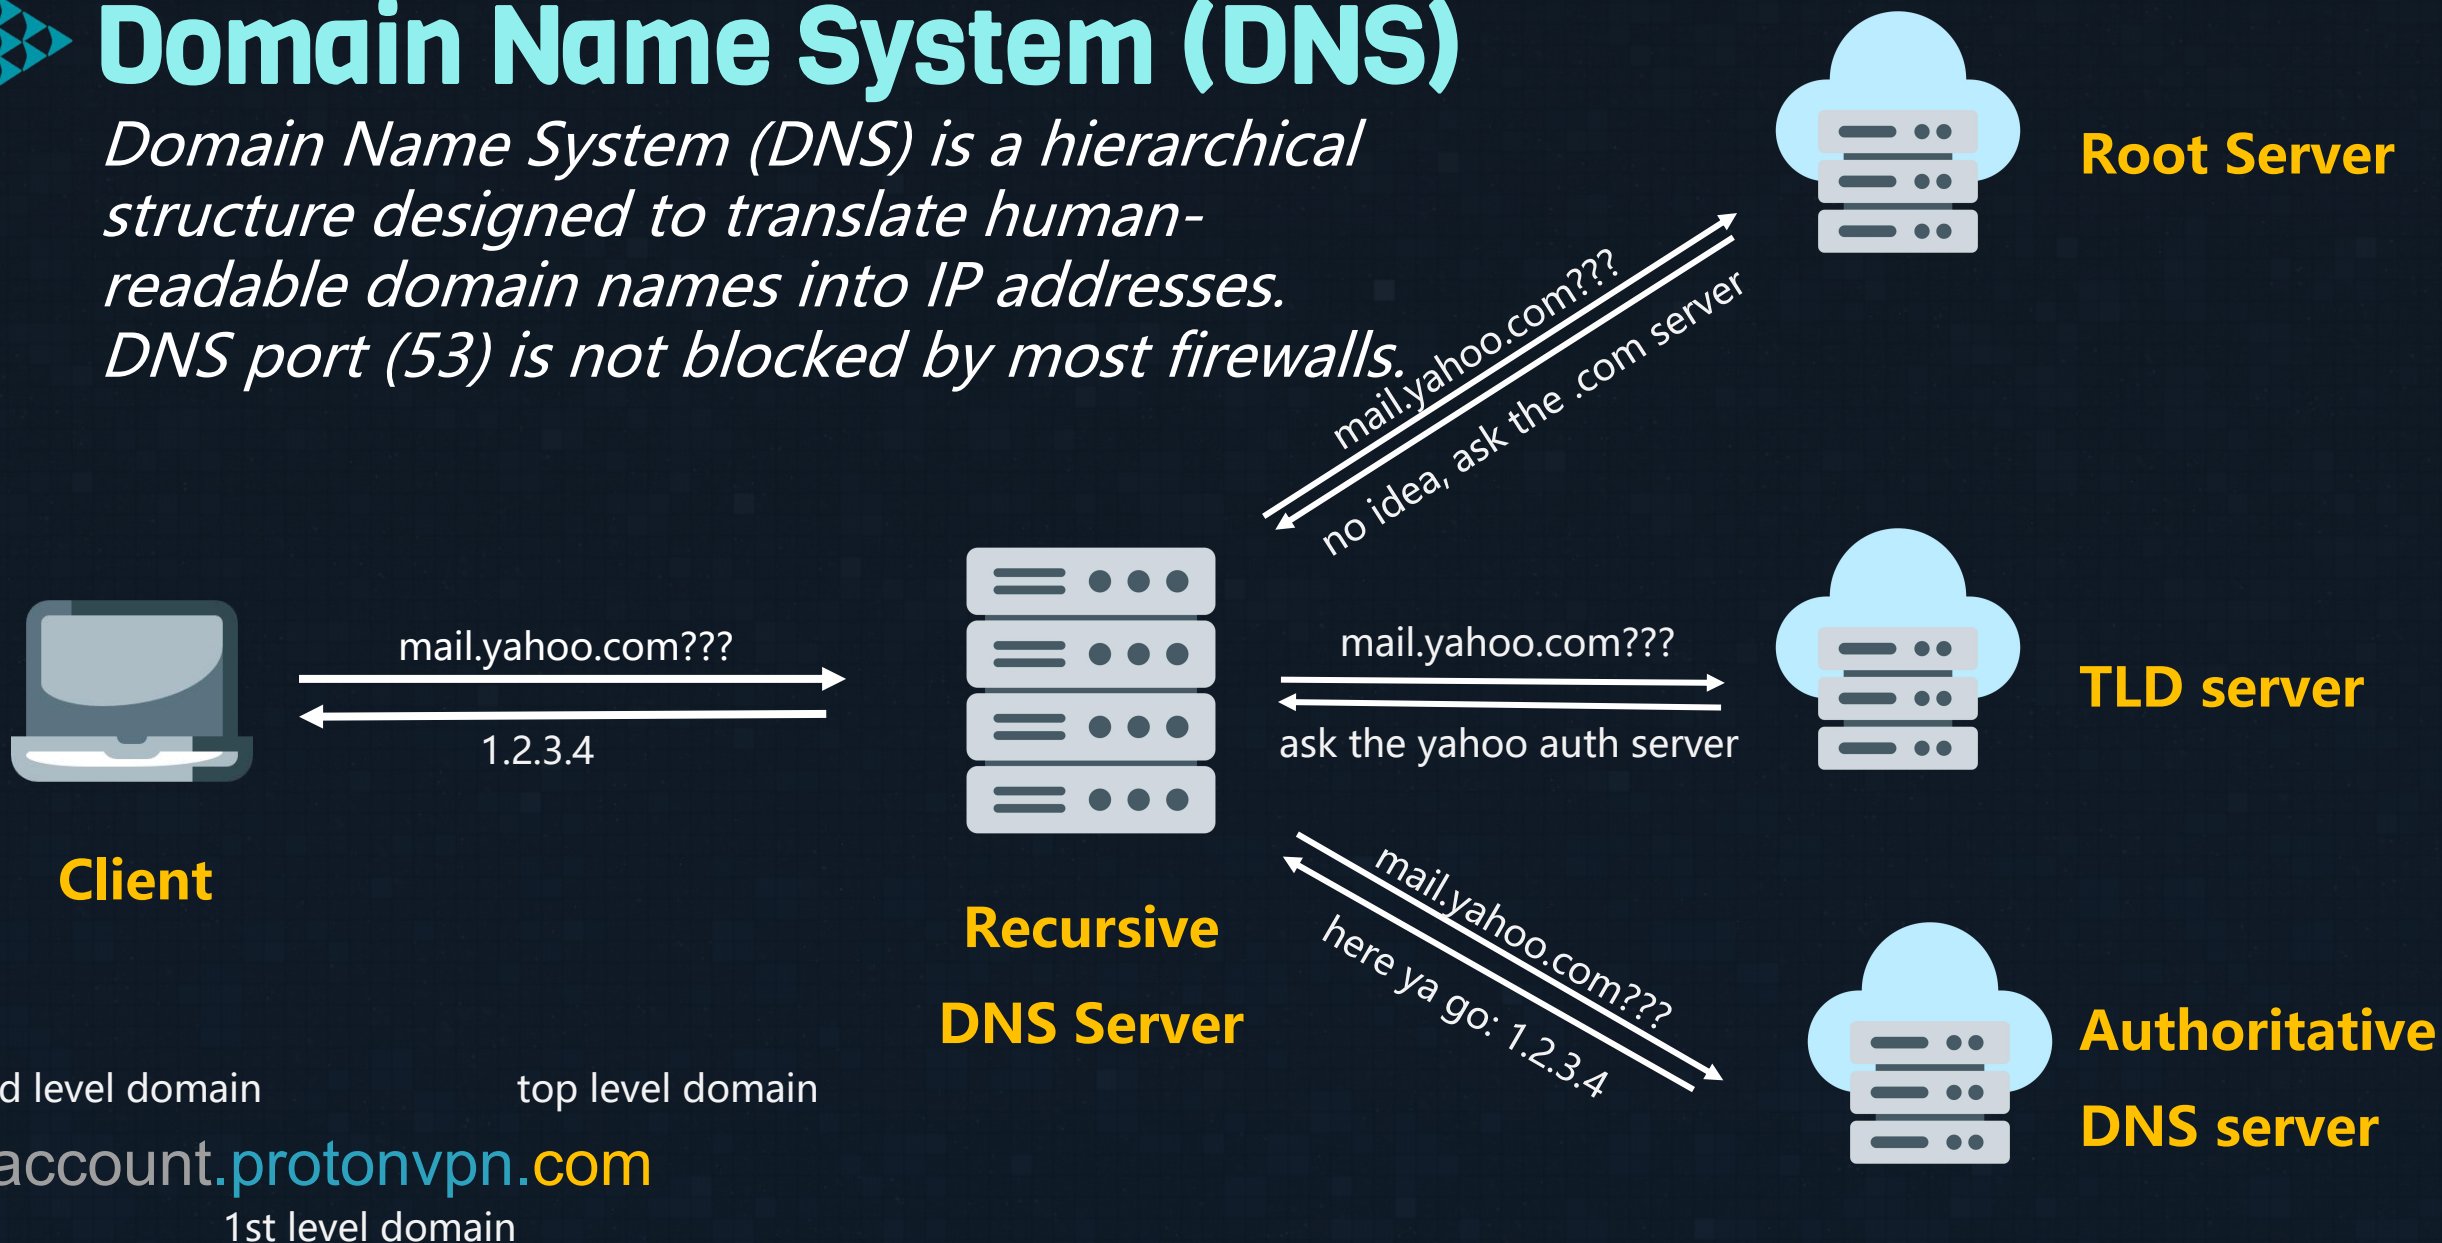 Domain Name System (DNS)
Domain Name System (DNS) is a hierarchical
structure designed to translate human-
readable domain names into IP addresses.
DNS port (53) is not blocked by most firewalls.
Root Server
mail.yahoo.com???
no idea, ask the .com server
mail.yahoo.com???
1.2.3.4
mail.yahoo.com???
ask the yahoo auth server
TLD server
Client
Recursive
DNS Server
mail.yahoo.com???
here ya go: 1.2.3.4
Authoritative
DNS server
level domain
top level domain
account.protonvpn.com
1st level domain